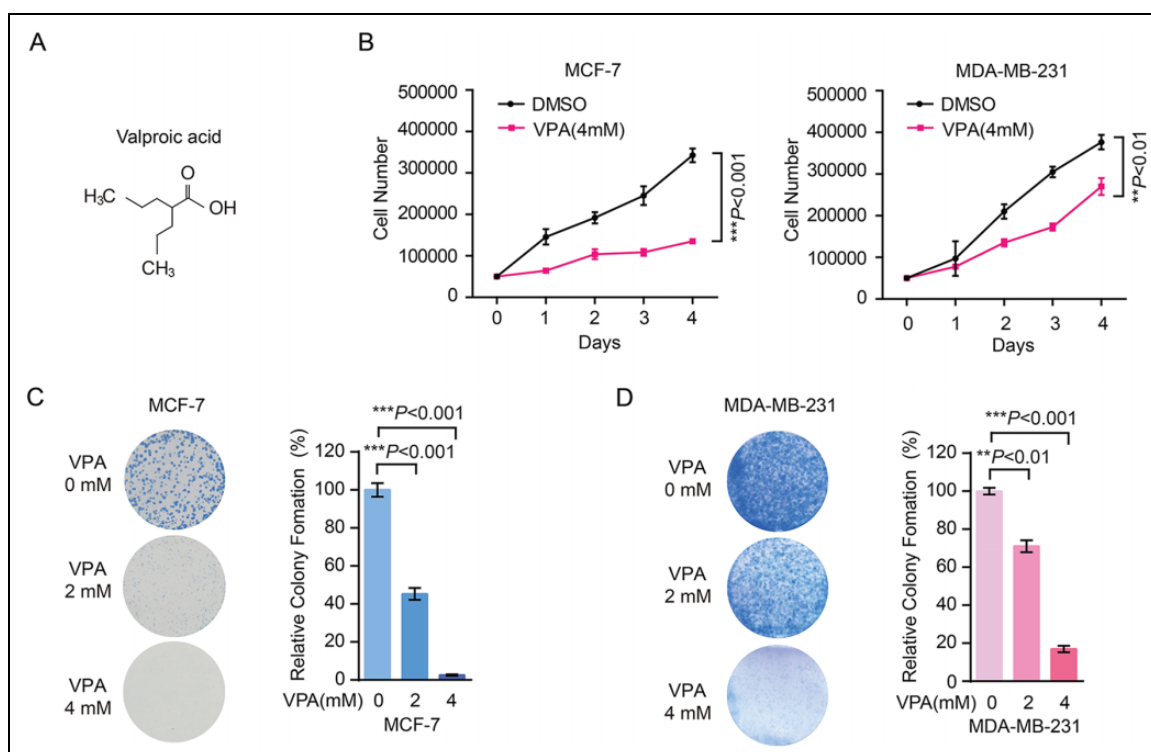 A
Valproic acid
O
H₃C
OH
CH₃
B
MCF-7
500000
400000
300000
200000
100000
0
Cell Number
DMSO
VPA(4mM)
***P<0.001
0 1 2 3 4
Days
MDA-MB-231
500000
400000
300000
200000
100000
0
Cell Number
DMSO
VPA(4mM)
**P<0.01
0 1 2 3 4
Days
C
MCF-7
VPA
0 mM
VPA
2 mM
VPA
4 mM
Relative Colony Fomation (%)
***P<0.001
***P<0.001
120
100
80
60
40
20
0
VPA(mM) 0 2 4
MCF-7
D
MDA-MB-231
VPA
0 mM
VPA
2 mM
VPA
4 mM
Relative Colony Fomation (%)
***P<0.001
**P<0.01
120
100
80
60
40
20
0
VPA(mM) 0 2 4
MDA-MB-231